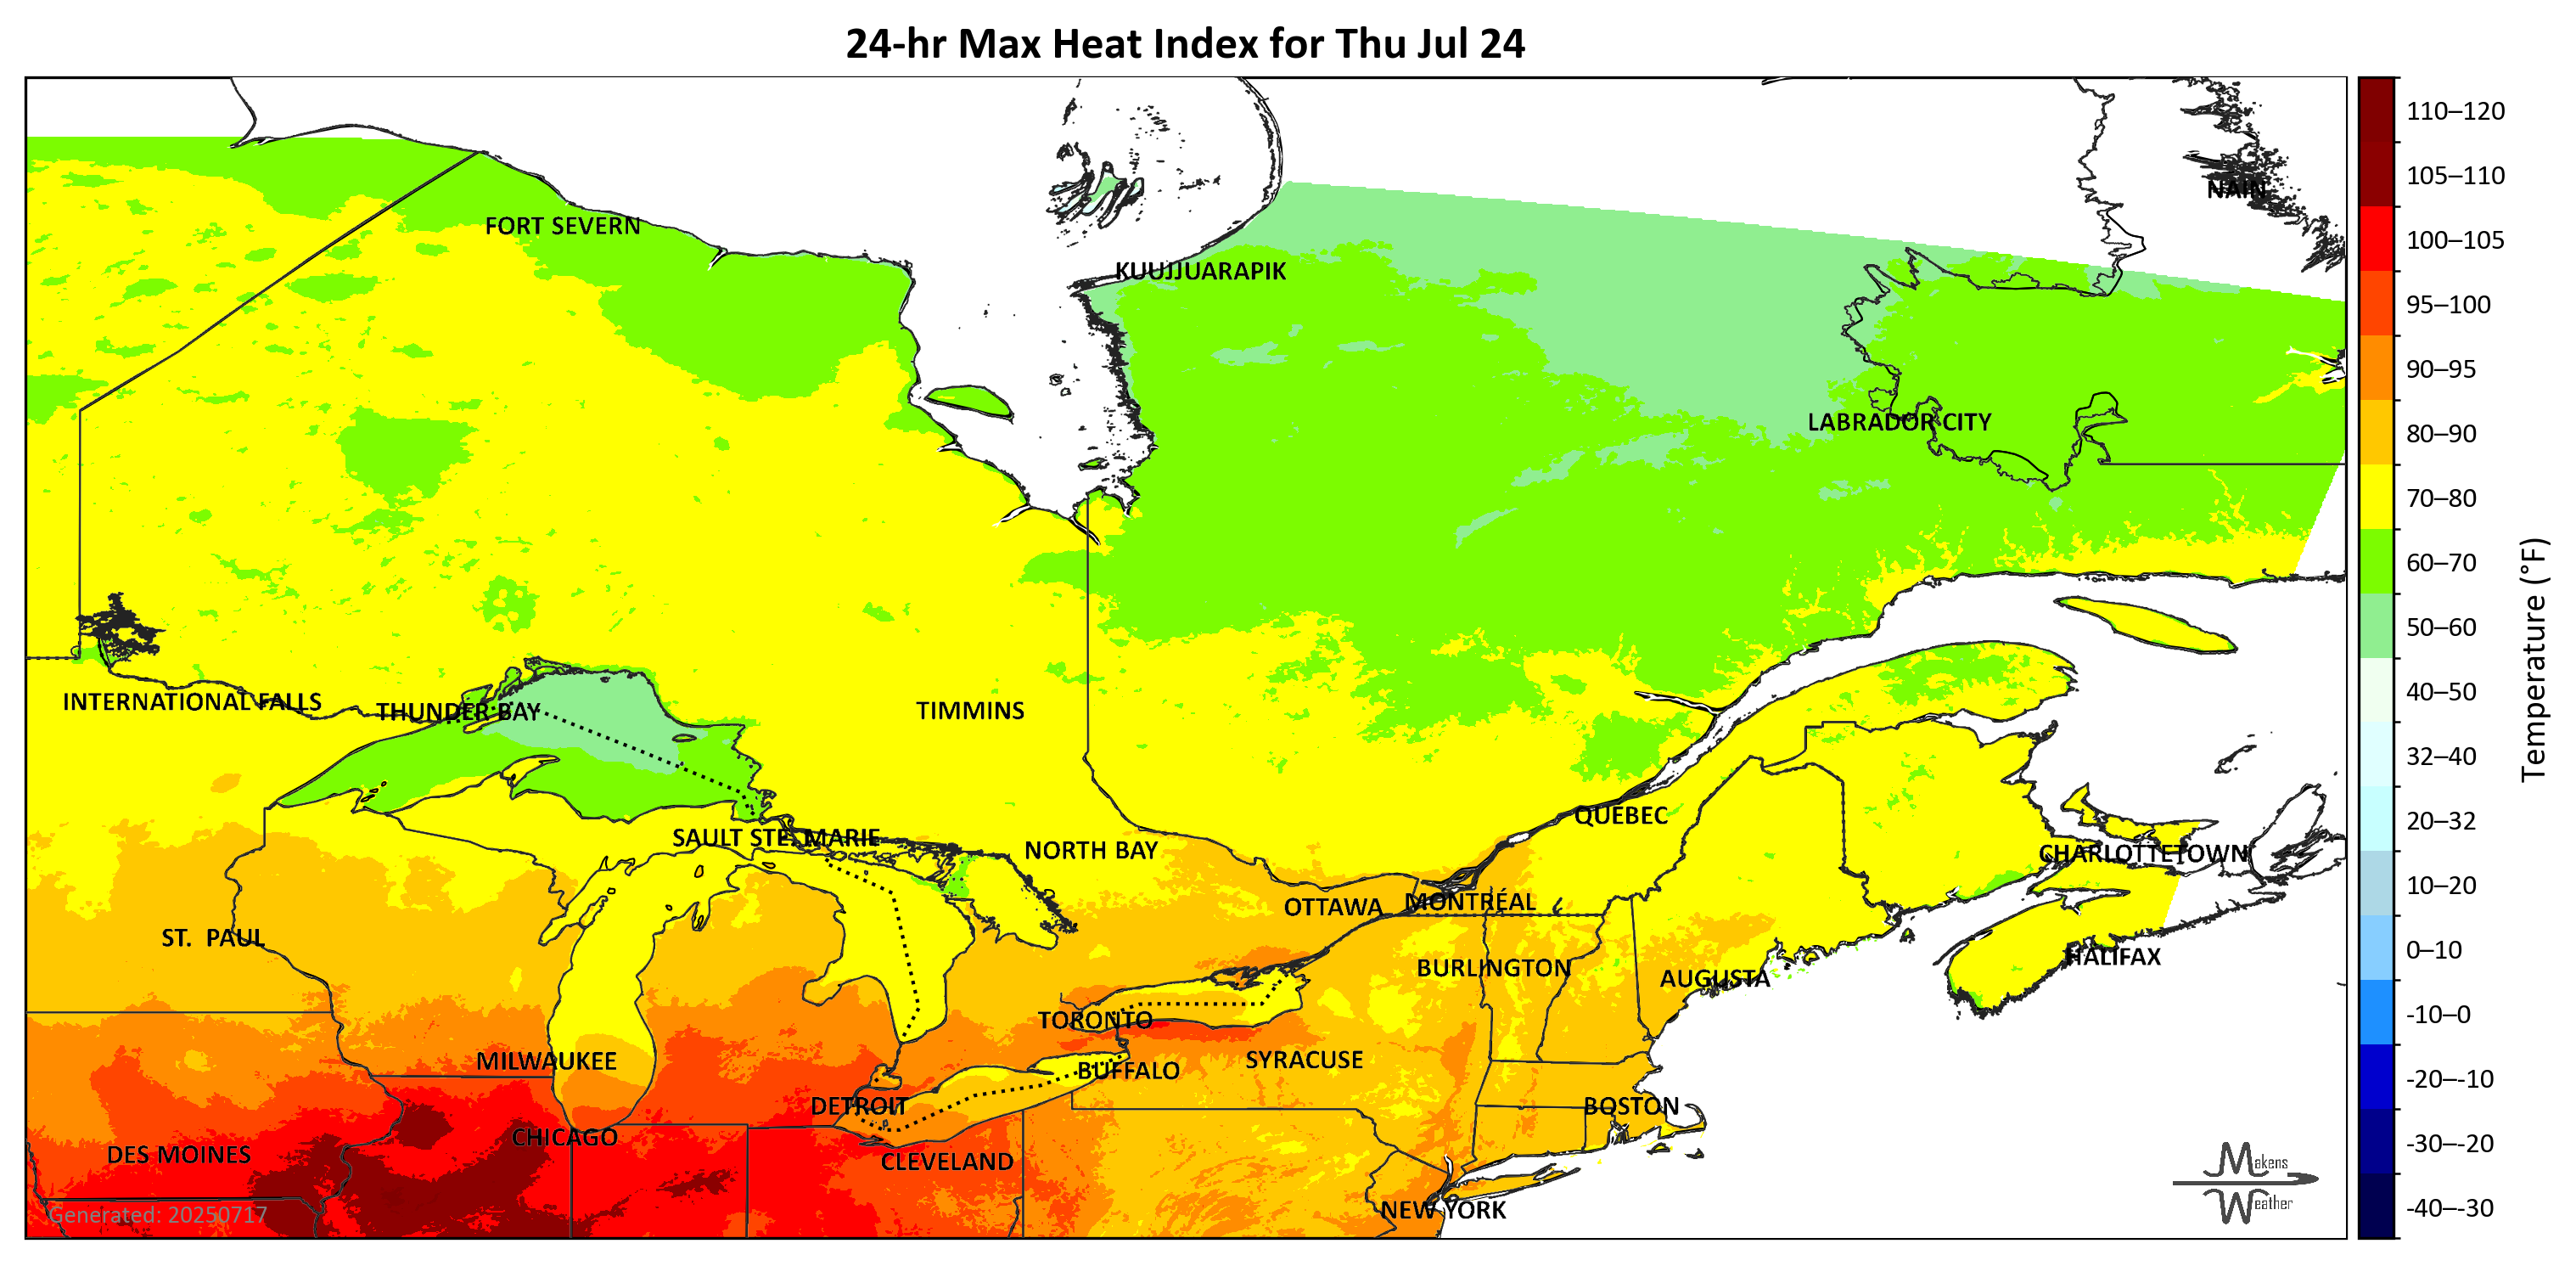 24-hr Max Heat Index for Thu Jul 24
NAIN
FORT SEVERN
KUUJJUARAPIK
LABRADOR CITY
INTERNATIONAL FALLS
THUNDER BAY
TIMMINS
QUÉBEC
SAULT STE. MARIE
NORTH BAY
CHARLOTTETOWN
OTTAWA
MONTRÉAL
ST. PAUL
HALIFAX
BURLINGTON
AUGUSTA
TORONTO
MILWAUKEE
SYRACUSE
BUFFALO
DETROIT
BOSTON
CHICAGO
DES MOINES
CLEVELAND
NEW YORK
Generated: 20250717
Makens
Weather
110–120
105–110
100–105
95–100
90–95
80–90
70–80
60–70
50–60
40–50
32–40
20–32
10–20
0–10
-10–0
-20–-10
-30–-20
-40–-30
Temperature (°F)